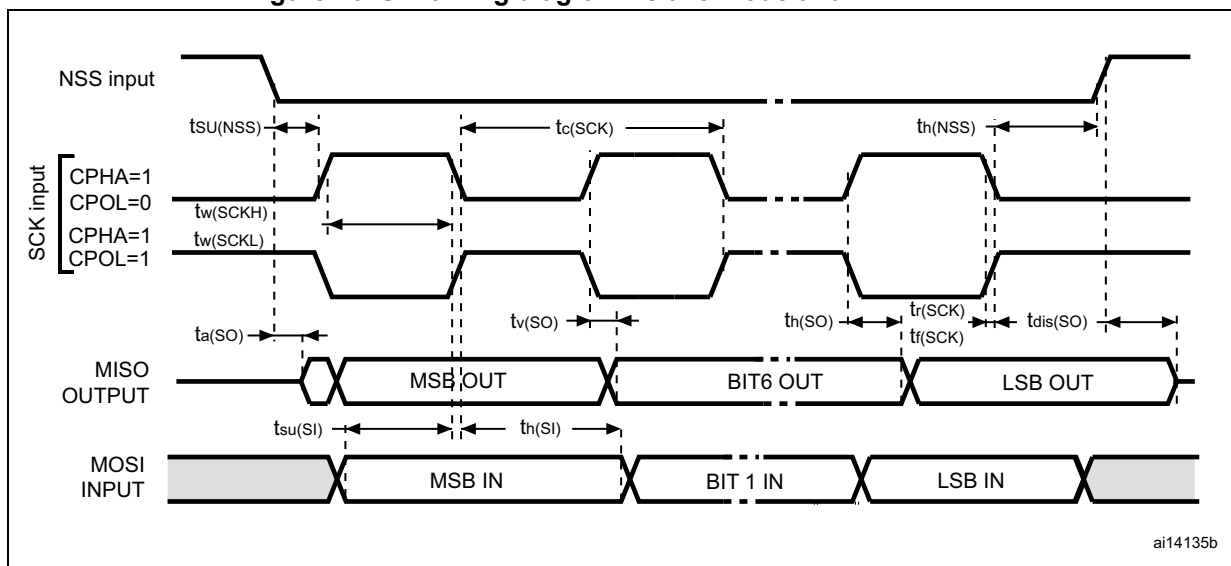 NSS input
tSU(NSS)
tc(SCK)
th(NSS)
SCK input
CPHA=1
CPOL=0
tw(SCKH)
CPHA=1
tw(SCKL)
CPOL=1
ta(SO)
tv(SO)
th(SO)
tr(SCK)
tf(SCK)
tdis(SO)
MISO
OUTPUT
MSB OUT
BIT6 OUT
LSB OUT
tsu(SI)
th(SI)
MOSI
INPUT
MSB IN
BIT 1 IN
LSB IN
ai14135b